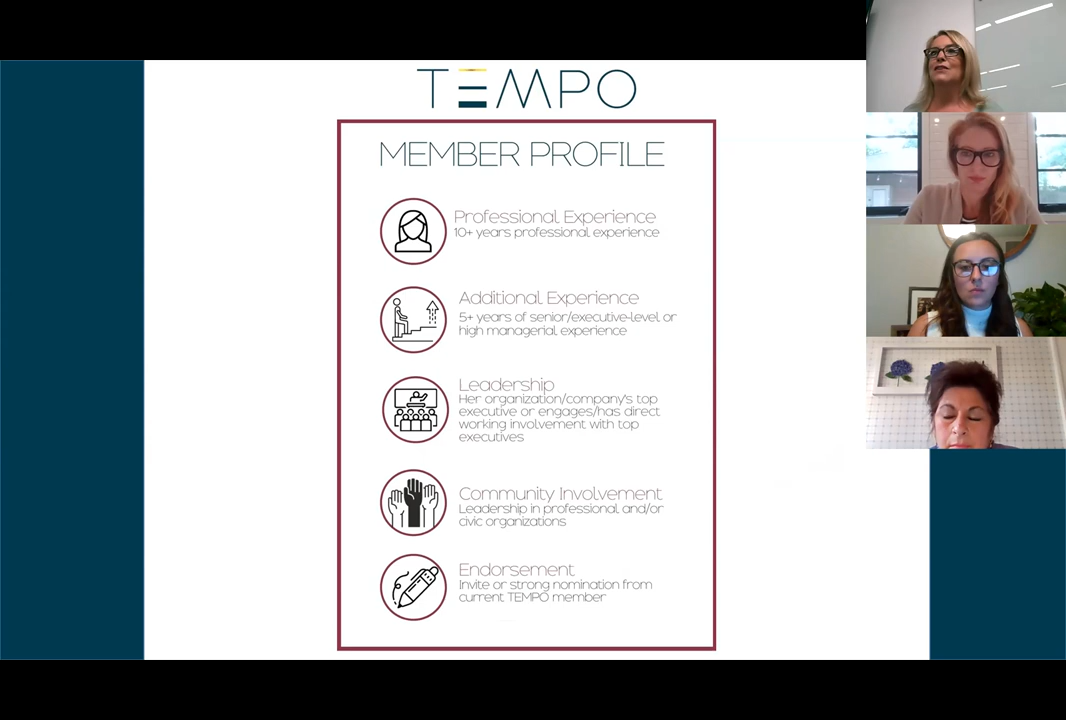 TEMPO
MEMBER PROFILE
Professional Experience
10+ years professional experience
Additional Experience
5+ years of senior/executive-level or
high managerial experience
Leadership
Her organization/company's top
executive or engages/has direct
working involvement with top
executives
Community Involvement
Leadership in professional and/or
civic organizations
Endorsement
Invite or strong nomination from
current TEMPO member